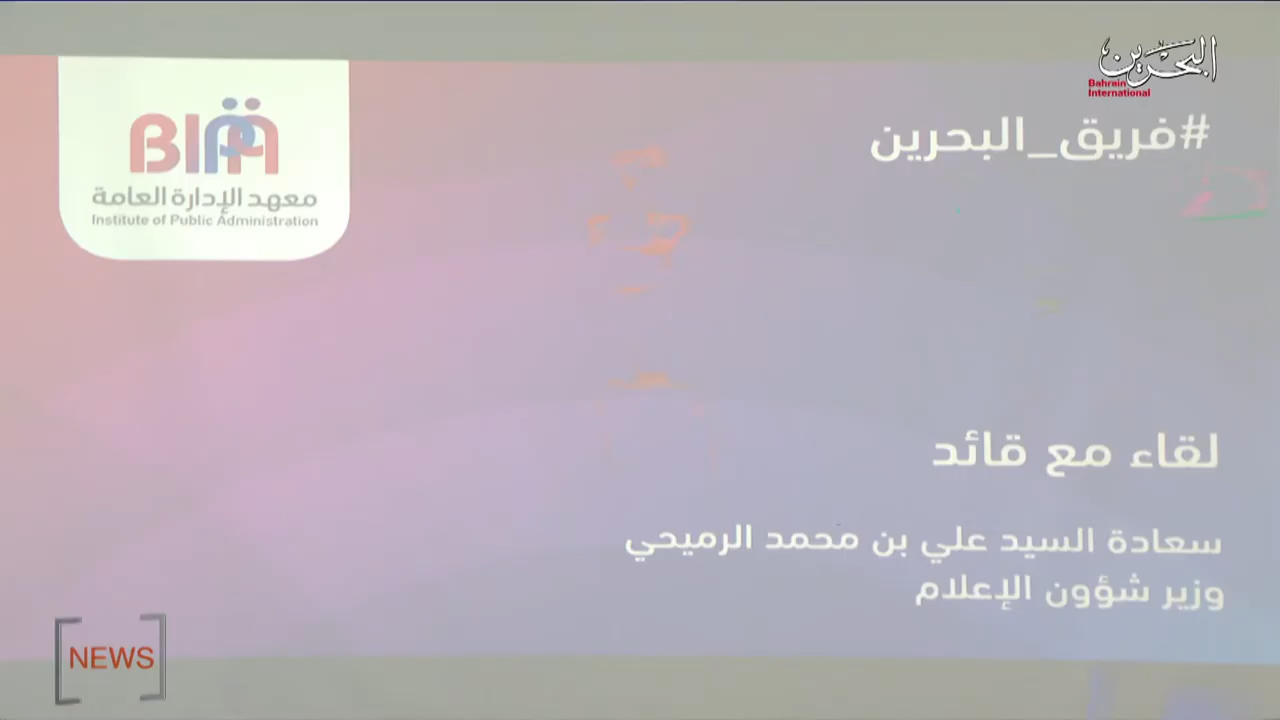 البحرين
Bahrain
International
#فريق_البحرين
BIPA
معهد الإدارة العامة
Institute of Public Administration
لقاء مع قائد
سعادة السيد علي بن محمد الرميحي
وزير شؤون الإعلام
NEWS